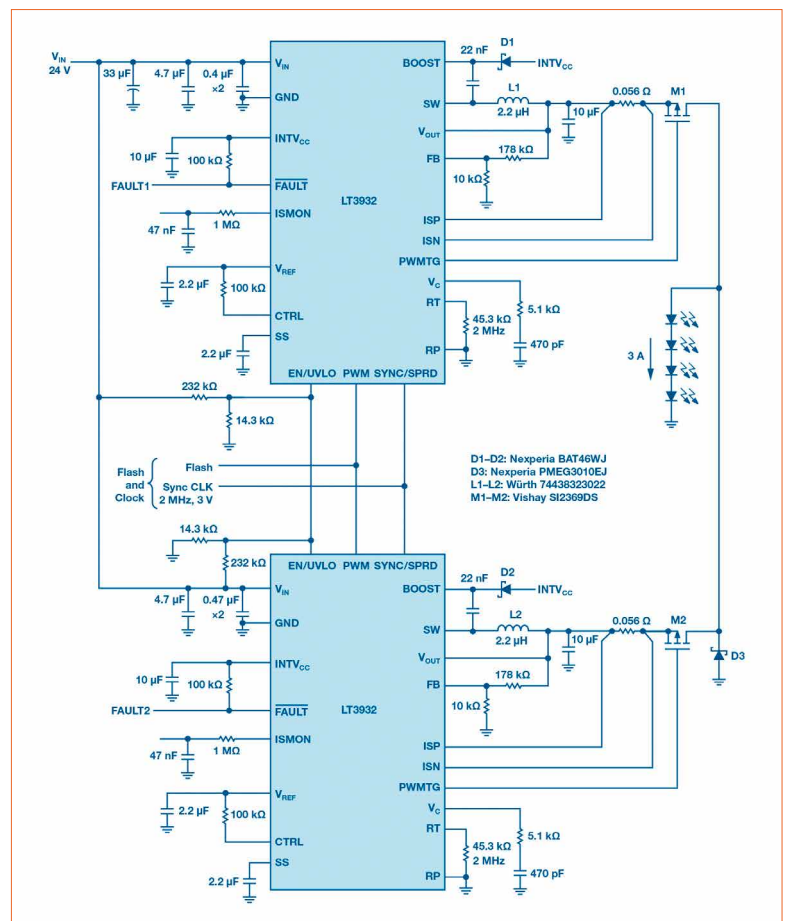 V_IN
24 V
33 µF
4.7 µF
0.4 µF
×2
V_IN
GND
INTV_CC
10 µF
100 kΩ
FAULT1
FAULT
ISMON
47 nF
1 MΩ
V_REF
2.2 µF
100 kΩ
CTRL
SS
2.2 µF
LT3932
EN/UVLO PWM SYNC/SPRD
BOOST
22 nF
D1
INTV_CC
SW
L1
2.2 µH
10 µF
0.056 Ω
M1
V_OUT
FB
178 kΩ
10 kΩ
ISP
ISN
PWMTG
V_C
RT
5.1 kΩ
45.3 kΩ
2 MHz
RP
470 pF
3 A
232 kΩ
14.3 kΩ
Flash
and
Clock
Flash
Sync CLK
2 MHz, 3 V
D1–D2: Nexperia BAT46WJ
D3: Nexperia PMEG3010EJ
L1–L2: Würth 74438323022
M1–M2: Vishay SI2369DS
14.3 kΩ
232 kΩ
EN/UVLO PWM SYNC/SPRD
4.7 µF
0.47 µF
×2
V_IN
GND
INTV_CC
10 µF
100 kΩ
FAULT2
FAULT
ISMON
47 nF
1 MΩ
V_REF
2.2 µF
100 kΩ
CTRL
SS
2.2 µF
LT3932
BOOST
22 nF
D2
INTV_CC
SW
L2
2.2 µH
10 µF
0.056 Ω
M2
D3
V_OUT
FB
178 kΩ
10 kΩ
ISP
ISN
PWMTG
V_C
RT
5.1 kΩ
45.3 kΩ
2 MHz
RP
470 pF